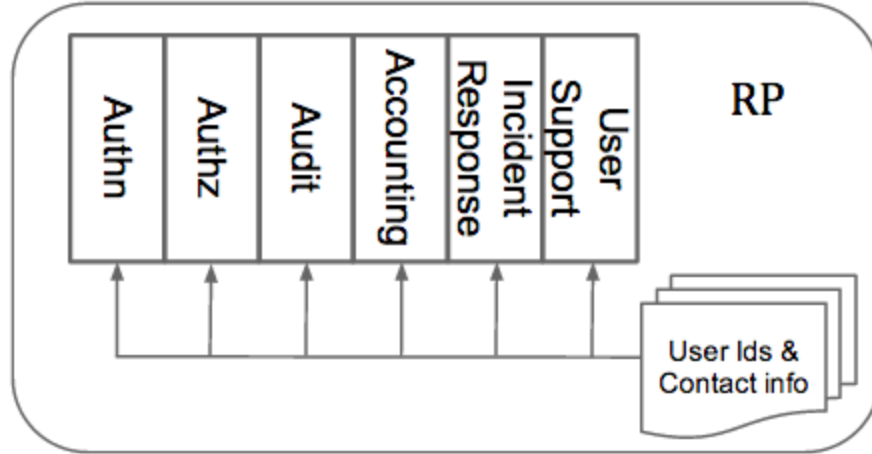 Authn
Authz
Audit
Accounting
Incident
Response
User
Support
RP
User Ids &
Contact info